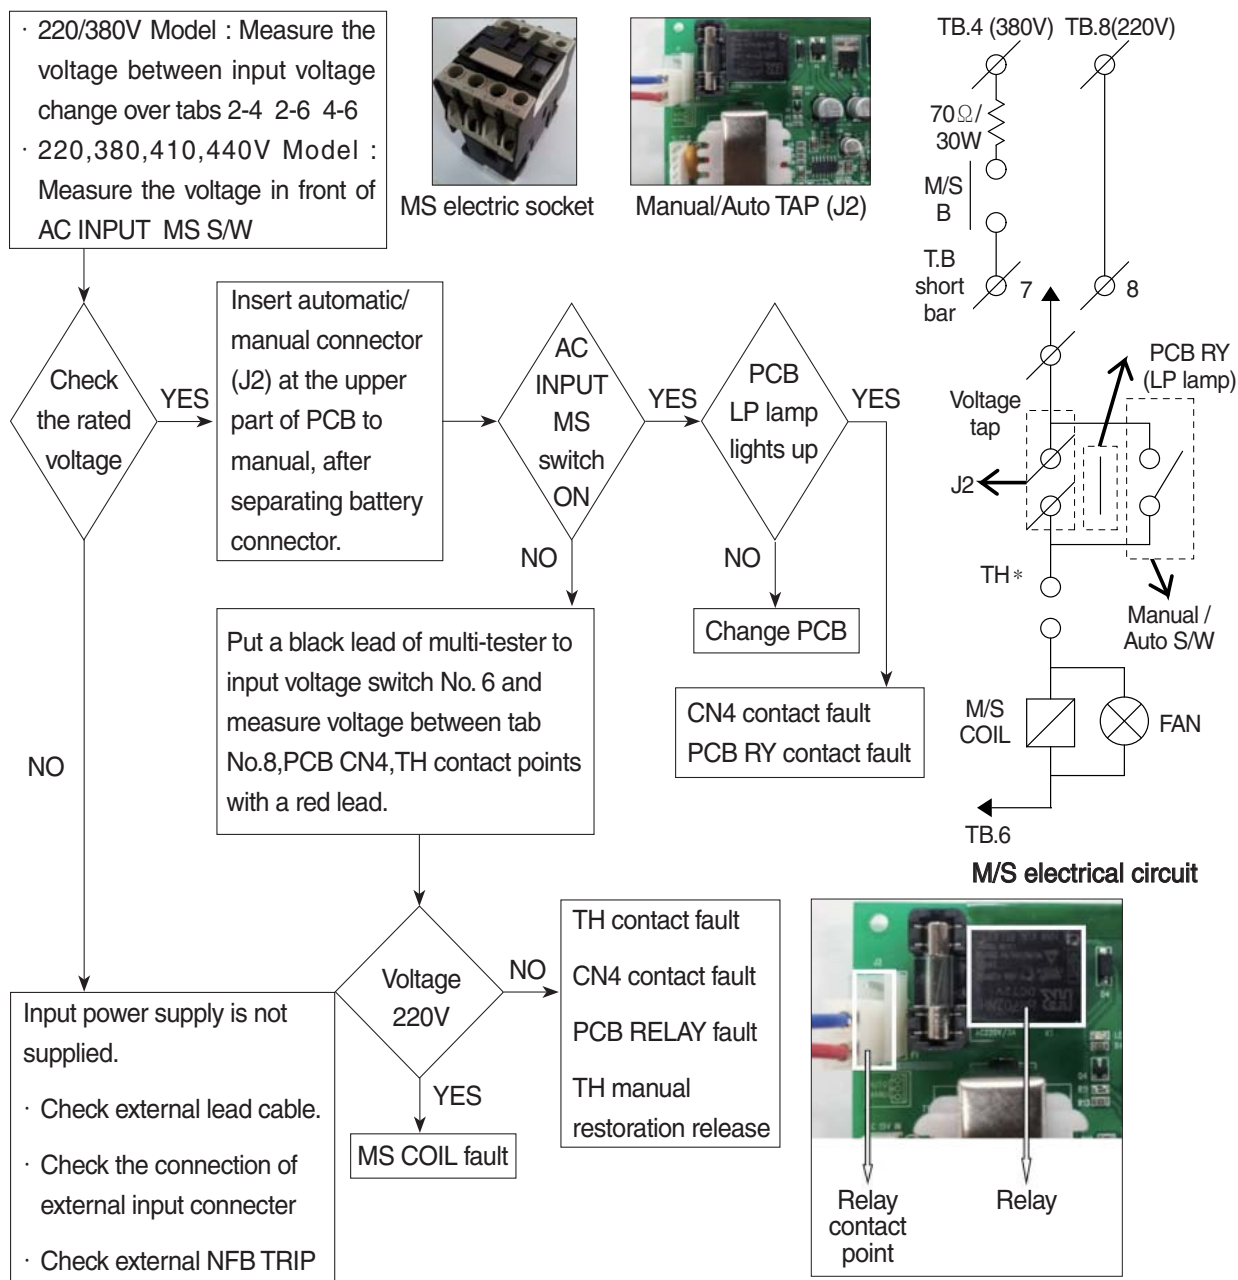 · 220/380V Model : Measure the
voltage between input voltage
change over tabs 2-4 2-6 4-6
· 220,380,410,440V Model :
Measure the voltage in front of
AC INPUT MS S/W
MS electric socket
Manual/Auto TAP (J2)
TB.4 (380V) TB.8(220V)
70Ω/
30W
M/S
B
T.B
short
bar
7
8
Check
the rated
voltage
YES
Insert automatic/
manual connector
(J2) at the upper
part of PCB to
manual, after
separating battery
connector.
AC
INPUT
MS
switch
ON
YES
PCB
LP lamp
lights up
YES
PCB RY
(LP lamp)
Voltage
tap
J2
NO
NO
TH*
Manual /
Auto S/W
Change PCB
Put a black lead of multi-tester to
input voltage switch No. 6 and
measure voltage between tab
No.8,PCB CN4,TH contact points
with a red lead.
CN4 contact fault
PCB RY contact fault
M/S
COIL
FAN
NO
TB.6
M/S electrical circuit
Voltage
220V
NO
TH contact fault
CN4 contact fault
PCB RELAY fault
TH manual
restoration release
YES
MS COIL fault
Input power supply is not
supplied.
· Check external lead cable.
· Check the connection of
external input connecter
· Check external NFB TRIP
Relay
contact
point
Relay